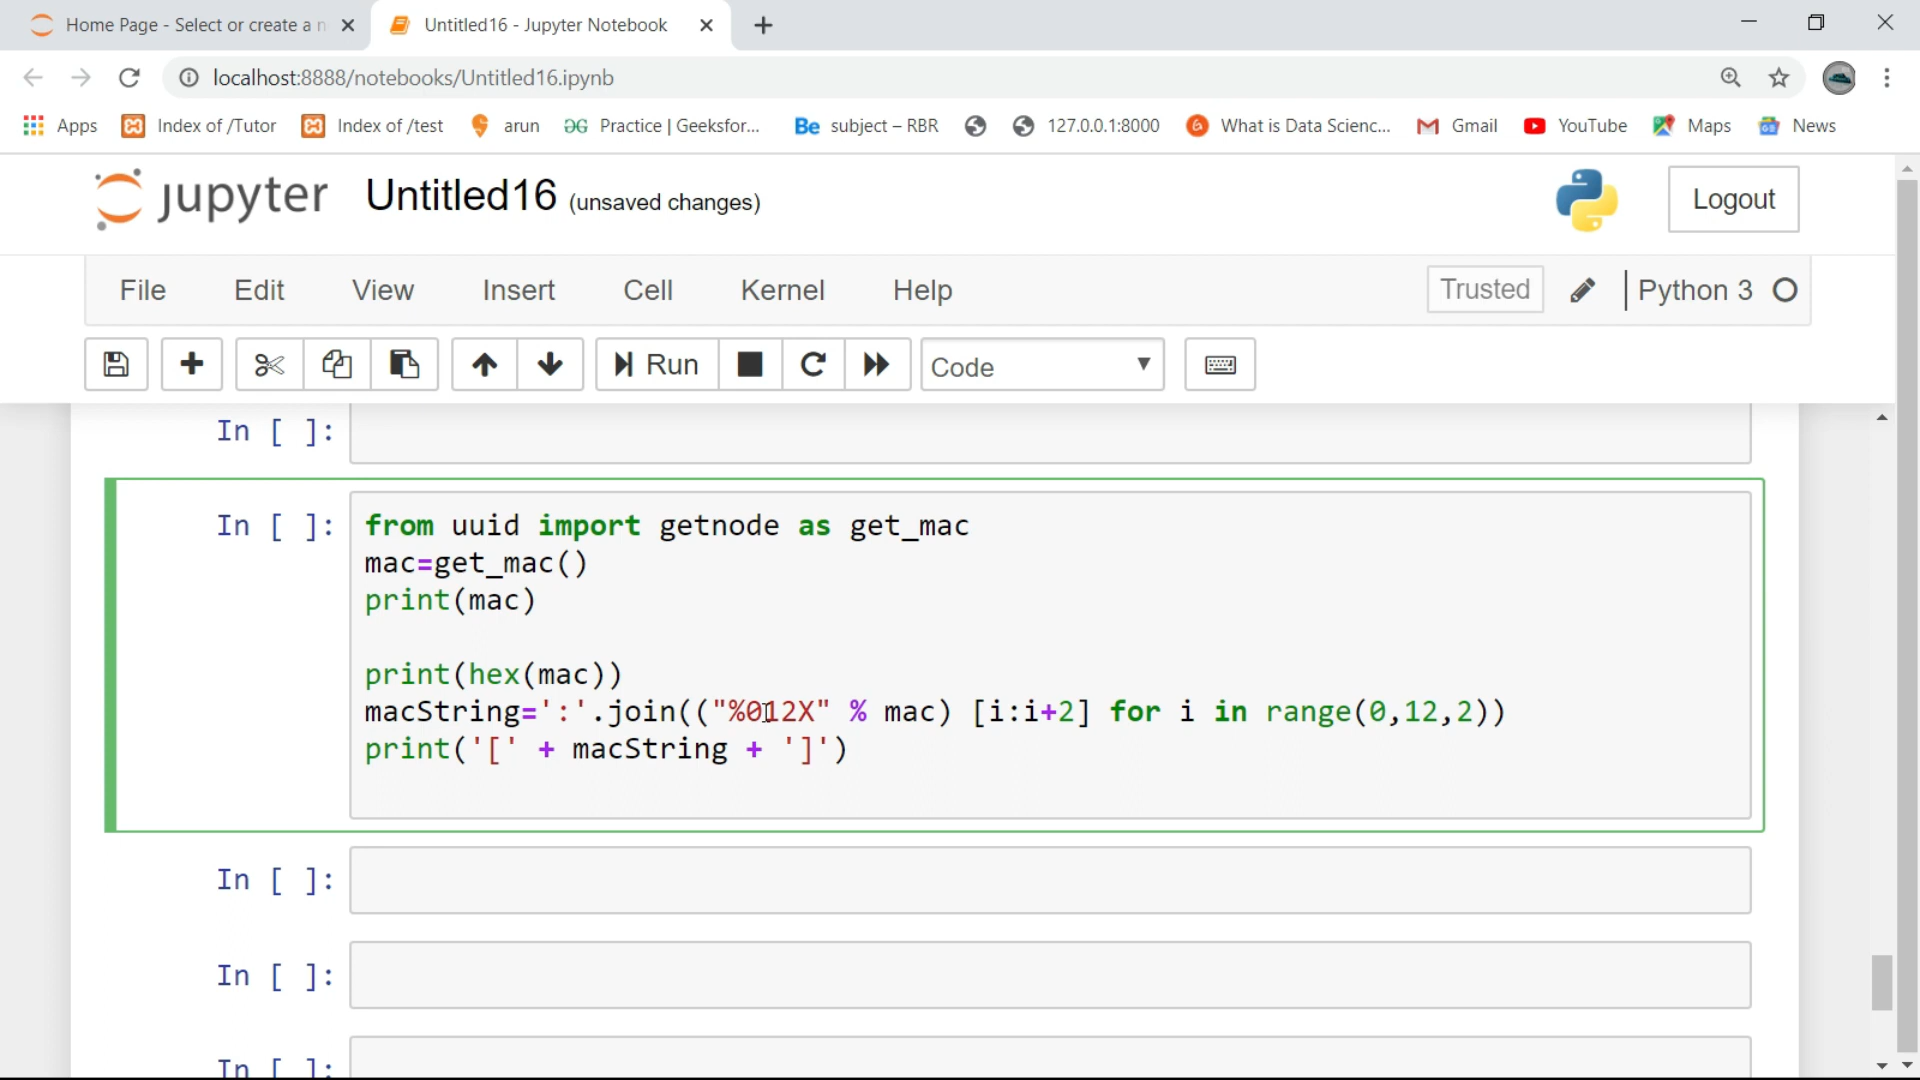 Home Page - Select or create a n
Untitled16 - Jupyter Notebook
localhost:8888/notebooks/Untitled16.ipynb
Apps Index of /Tutor Index of /test arun Practice | Geeksfor... Be subject – RBR 127.0.0.1:8000 What is Data Scienc... Gmail YouTube Maps News
jupyter Untitled16 (unsaved changes) Logout
File Edit View Insert Cell Kernel Help Trusted Python 3
Run Code
In [ ]:
In [ ]: from uuid import getnode as get_mac
mac=get_mac()
print(mac)
print(hex(mac))
macString=':'.join(("%012X" % mac) [i:i+2] for i in range(0,12,2))
print('[' + macString + ']')
In [ ]:
In [ ]:
In [ ]: